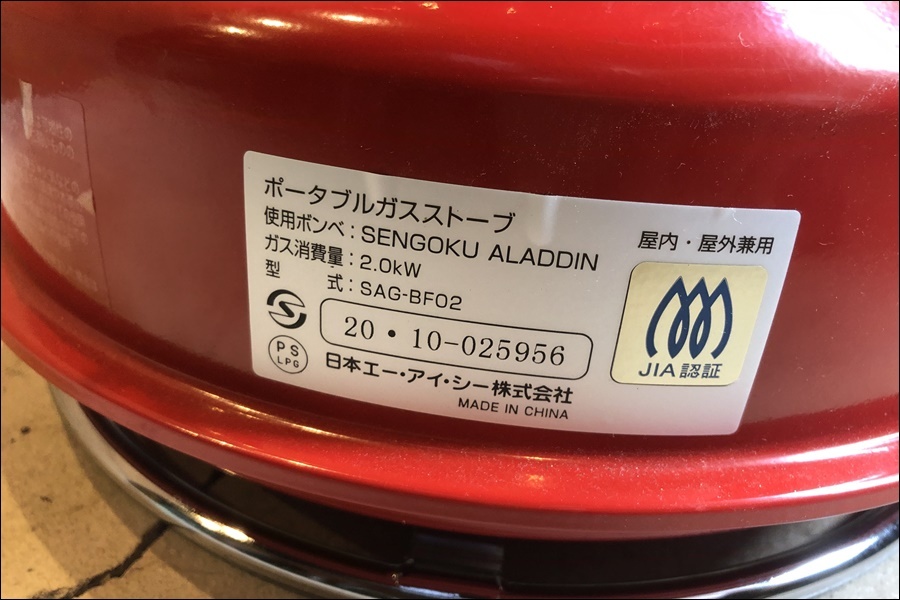 ポータブルガスストーブ
使用ボンベ：SENGOKU ALADDIN
ガス消費量：2.0kW
型　　式：SAG-BF02
20・10-025956
PS
LPG
日本エー・アイ・シー株式会社
MADE IN CHINA
屋内・屋外兼用
JIA認証